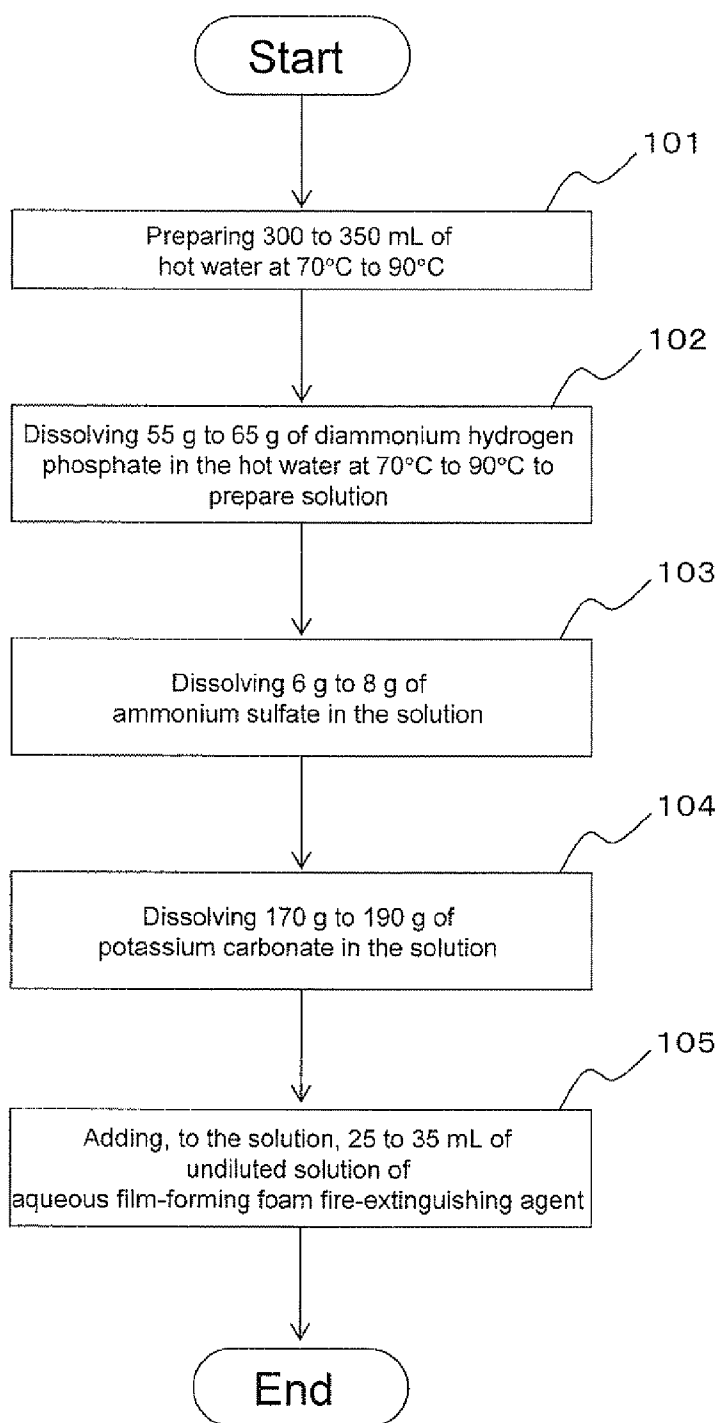 Start
101
Preparing 300 to 350 mL of
hot water at 70°C to 90°C
102
Dissolving 55 g to 65 g of diammonium hydrogen
phosphate in the hot water at 70°C to 90°C to
prepare solution
103
Dissolving 6 g to 8 g of
ammonium sulfate in the solution
104
Dissolving 170 g to 190 g of
potassium carbonate in the solution
105
Adding, to the solution, 25 to 35 mL of
undiluted solution of
aqueous film-forming foam fire-extinguishing agent
End